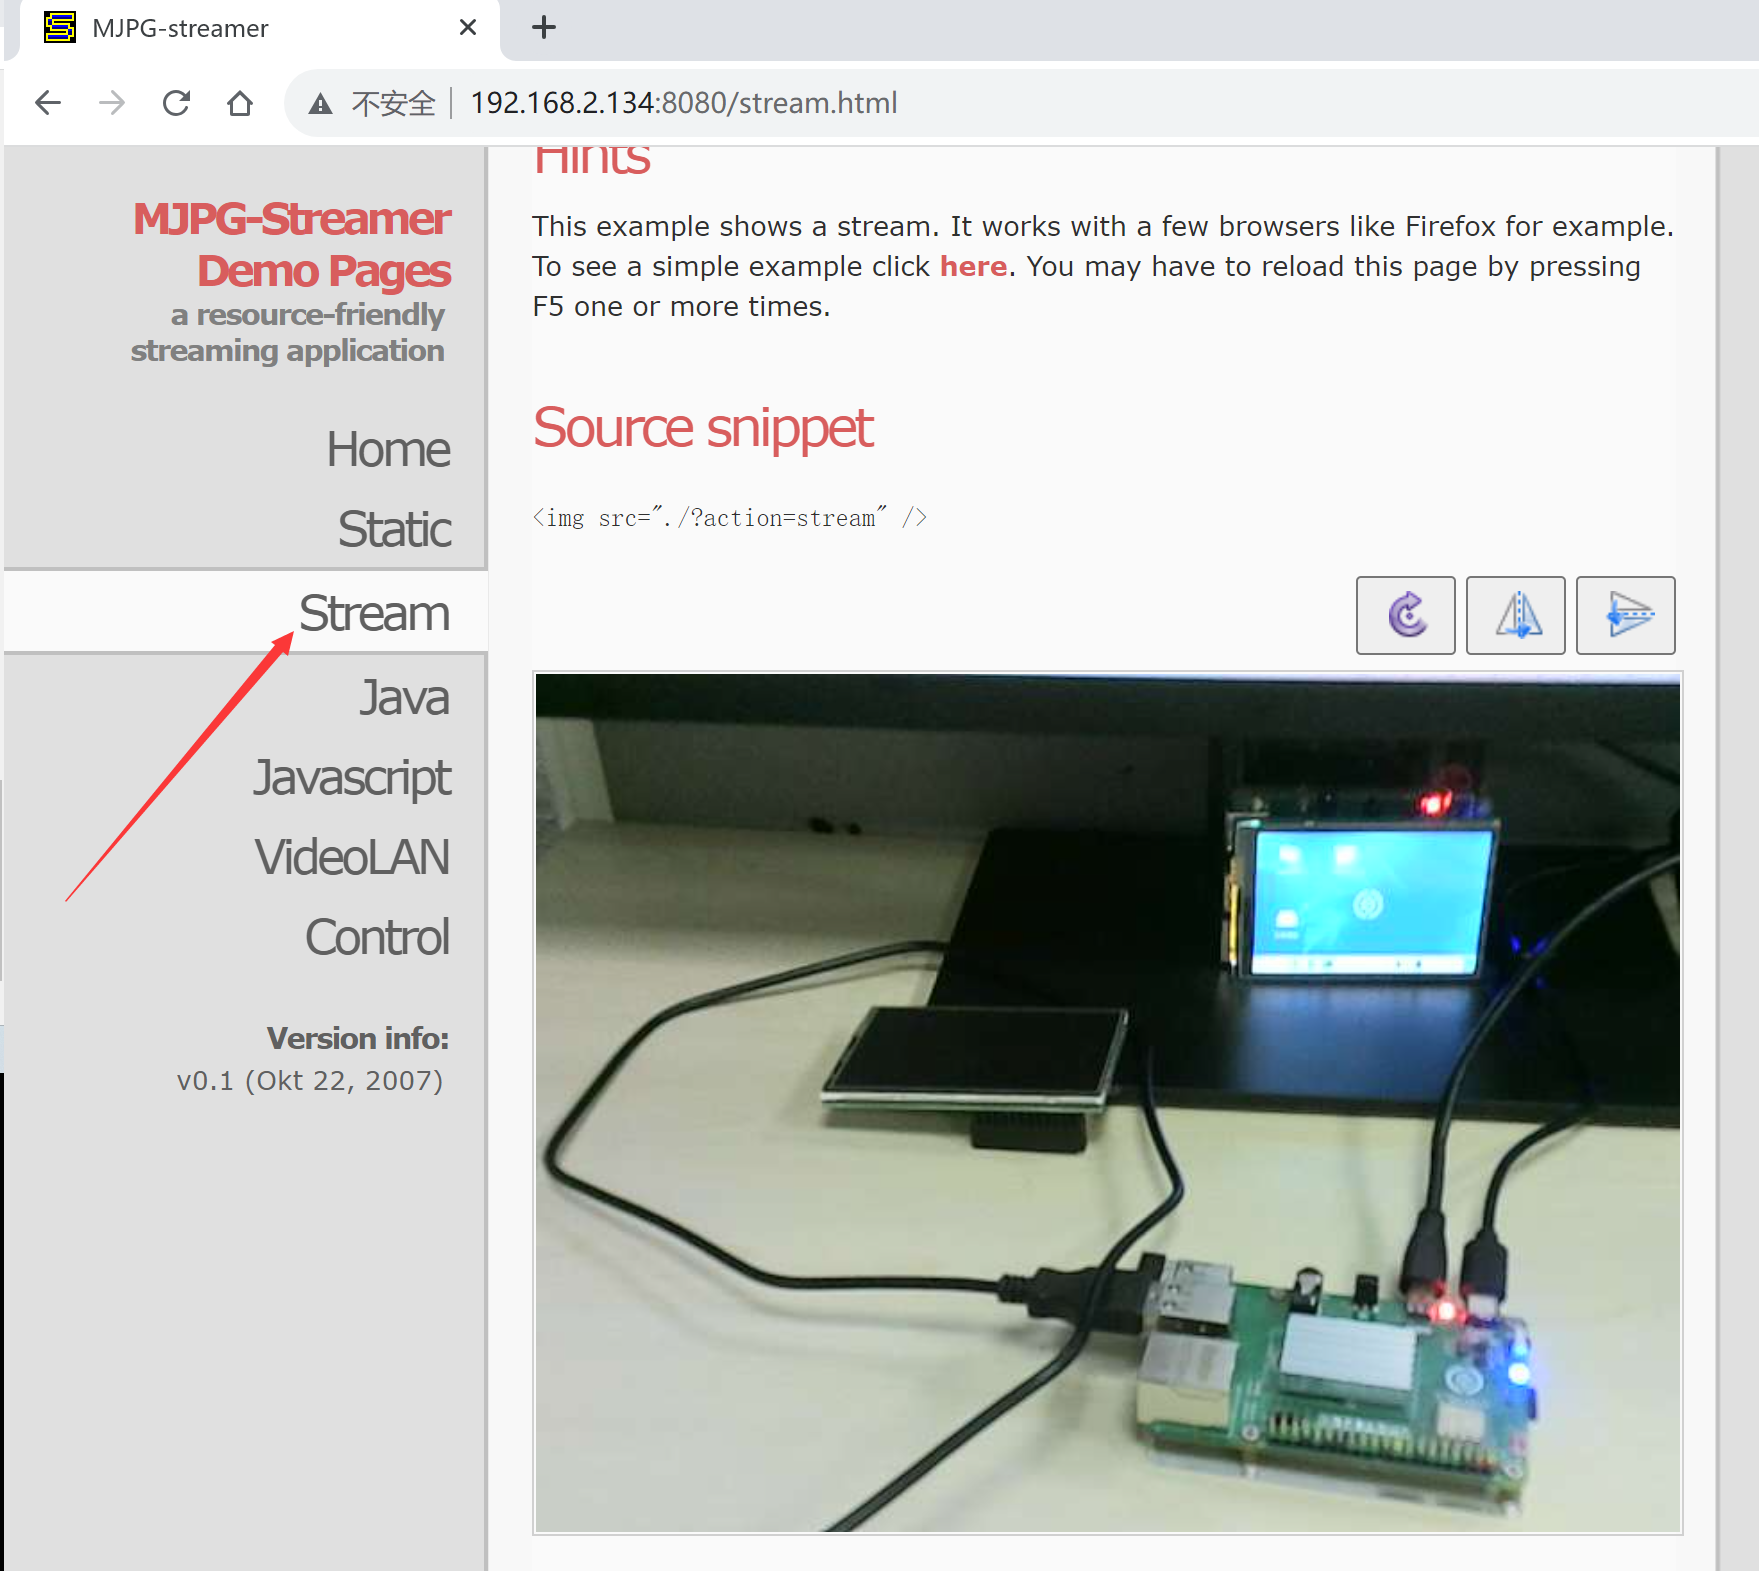 MJPG-streamer
不安全
192.168.2.134:8080/stream.html
MJPG-Streamer
Demo Pages
a resource-friendly
streaming application
Home
Static
Stream
Java
Javascript
VideoLAN
Control
Version info:
v0.1 (Okt 22, 2007)
Hints
This example shows a stream. It works with a few browsers like Firefox for example.
To see a simple example click here. You may have to reload this page by pressing
F5 one or more times.
Source snippet
<img src="./?action=stream" />